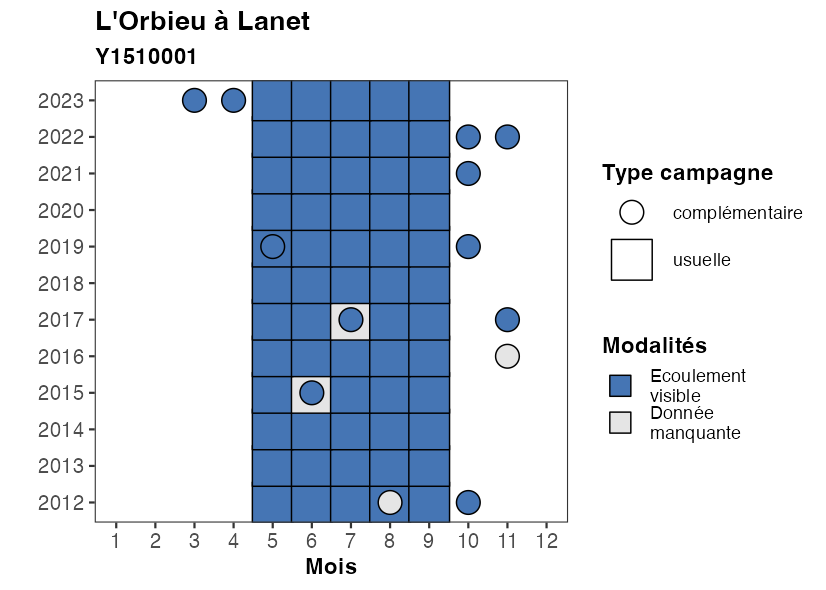 L'Orbieu à Lanet
Y1510001
2023
2022
2021
2020
2019
2018
2017
2016
2015
2014
2013
2012
1 2 3 4 5 6 7 8 9 10 11 12
Mois
Type campagne
complémentaire
usuelle
Modalités
Ecoulement
visible
Donnée
manquante